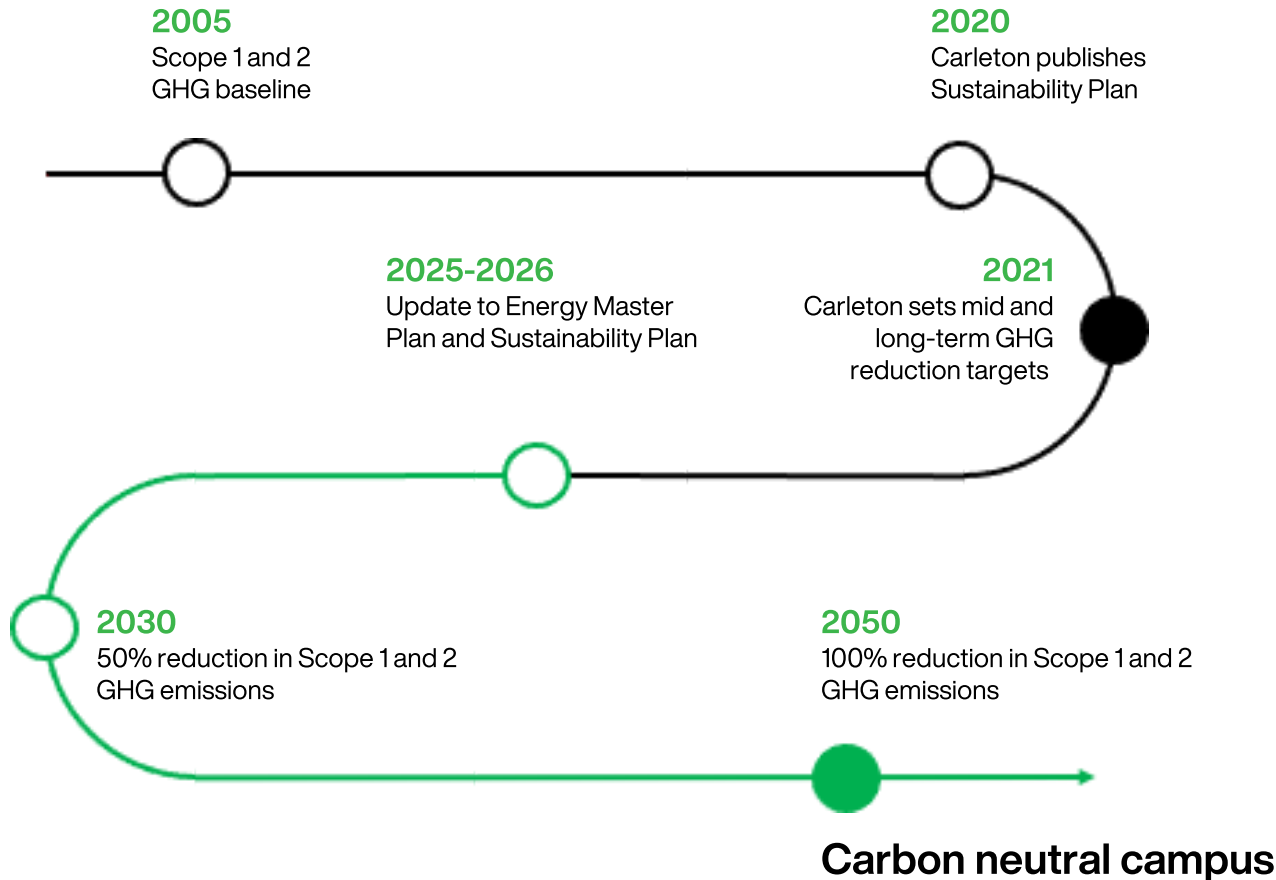 2005
Scope 1 and 2
GHG baseline
2020
Carleton publishes
Sustainability Plan
2021
Carleton sets mid and
long-term GHG
reduction targets
2025-2026
Update to Energy Master
Plan and Sustainability Plan
2030
50% reduction in Scope 1 and 2
GHG emissions
2050
100% reduction in Scope 1 and 2
GHG emissions
Carbon neutral campus